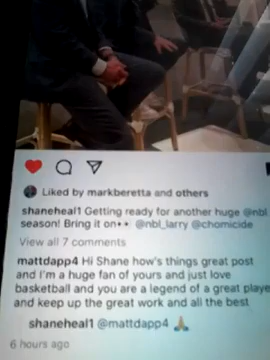 Liked by markberetta and others
shaneheal1 Getting ready for another huge @nbl
season! Bring it on•• @nbl_larry @chomicide
View all 7 comments
mattdapp4 Hi Shane how's things great post
and I'm a huge fan of yours and just love
basketball and you are a legend of a great playe
and keep up the great work and all the best
shaneheal1 @mattdapp4 🙏
6 hours ago